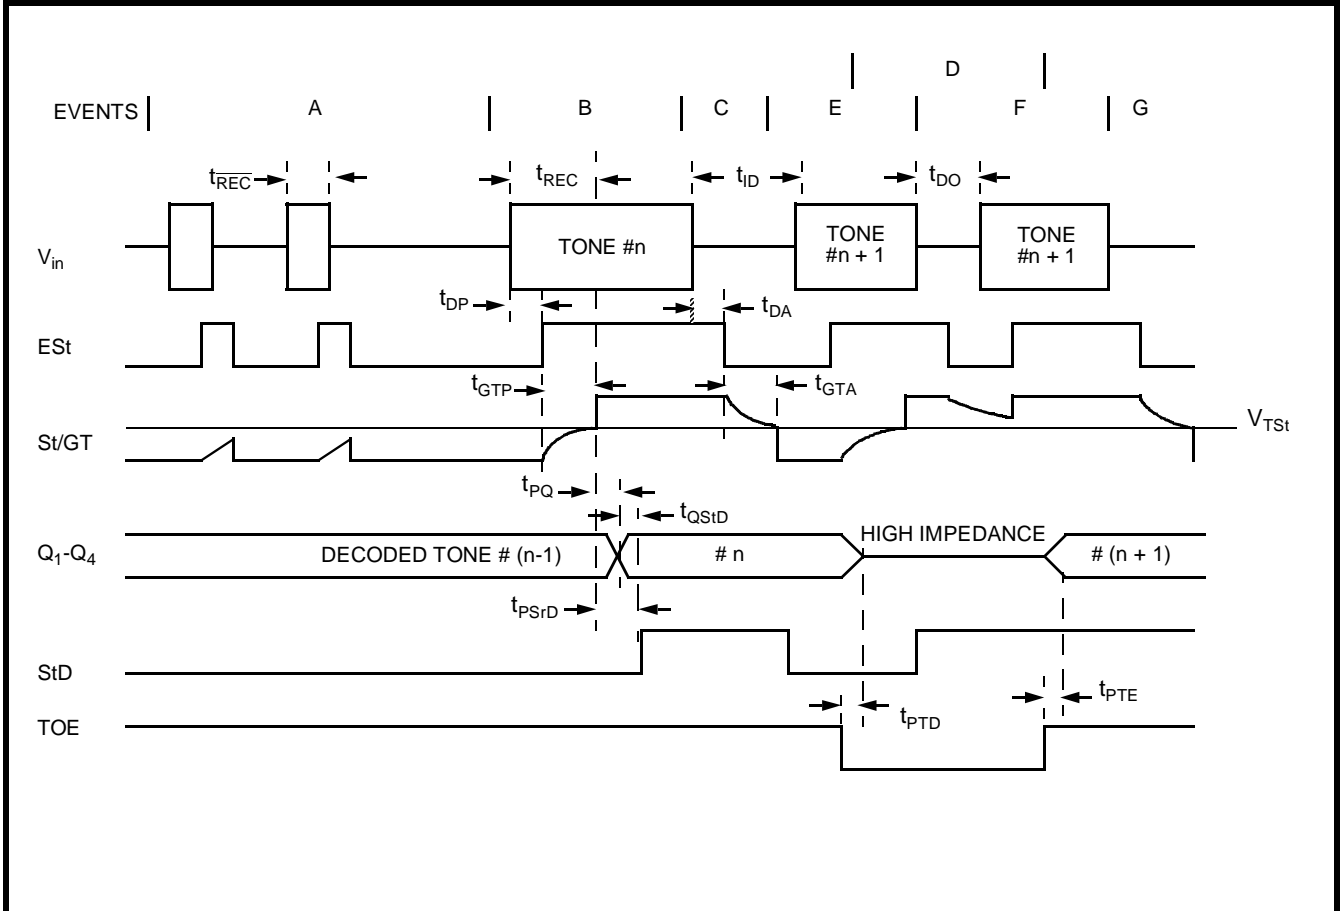 D
EVENTS A B C E F G
tREC tREC tID tDO
Vin TONE #n TONE #n + 1 TONE #n + 1
tDP tDA
ESt
tGTP tGTA
St/GT VTSt
tPQ
tQStD
HIGH IMPEDANCE
Q1-Q4 DECODED TONE # (n-1) # n # (n + 1)
tPSrD
StD
tPTE
tPTD
TOE